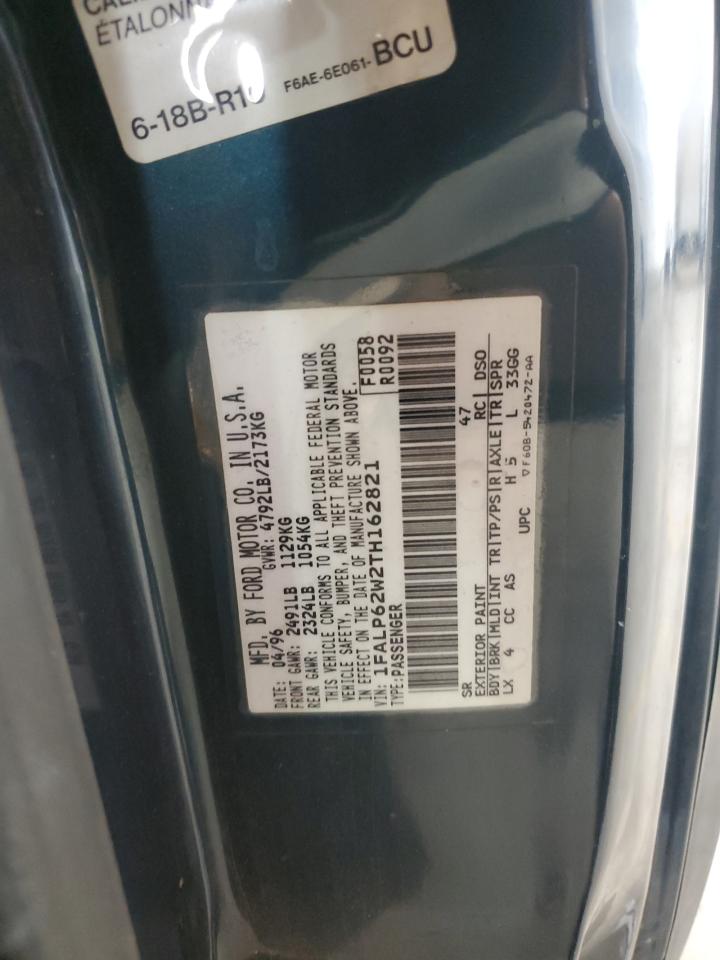 ÉTALONN
6-18B-R1
F6AE-6E061-BCU
MFD. BY FORD MOTOR CO. IN U.S.A.
DATE: 04/96 GVWR: 4792LB/2173KG
FRONT GAWR: 2491LB 1129KG
REAR GAWR: 2324LB 1054KG
THIS VEHICLE CONFORMS TO ALL APPLICABLE FEDERAL MOTOR
VEHICLE SAFETY, BUMPER, AND THEFT PREVENTION STANDARDS
IN EFFECT ON THE DATE OF MANUFACTURE SHOWN ABOVE.
VIN: 1FALP62W2TH162821 F0058
TYPE: PASSENGER R0092
SR 47
EXTERIOR PAINT RC DSO
BDY BRK MLD INT TR TP/PS R AXLE TR SPR
LX 4 CC AS H 5 L 33GG
UPC F60B-5420472-AA